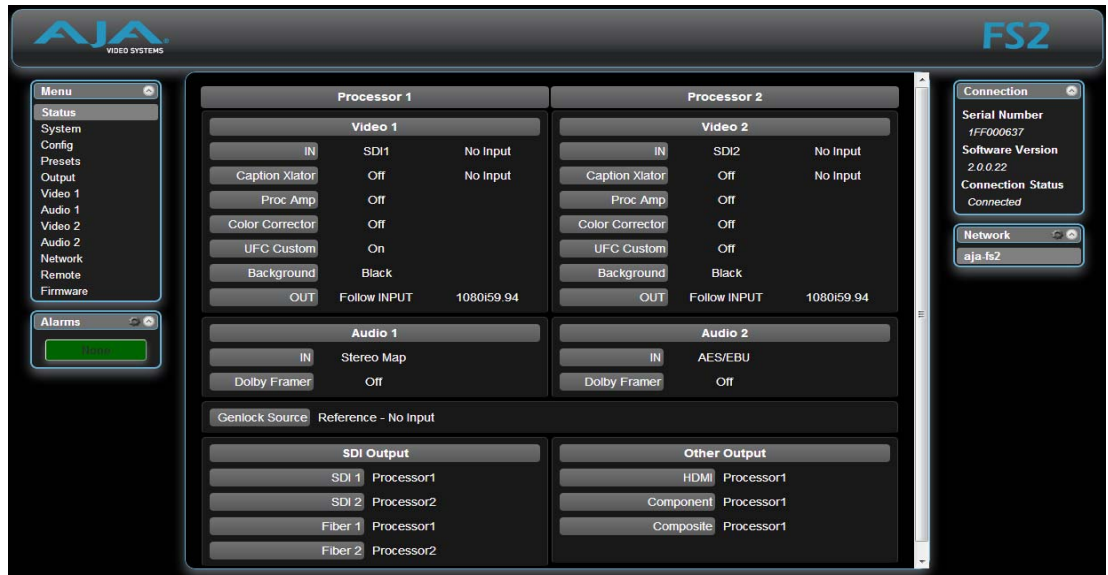 AJA
VIDEO SYSTEMS
FS2
Menu
Status
System
Config
Presets
Output
Video 1
Audio 1
Video 2
Audio 2
Network
Remote
Firmware
Alarms
None
Processor 1
Video 1
IN SDI1 No Input
Caption Xlator Off No Input
Proc Amp Off
Color Corrector Off
UFC Custom On
Background Black
OUT Follow INPUT 1080i59.94
Audio 1
IN Stereo Map
Dolby Framer Off
Processor 2
Video 2
IN SDI2 No Input
Caption Xlator Off No Input
Proc Amp Off
Color Corrector Off
UFC Custom Off
Background Black
OUT Follow INPUT 1080i59.94
Audio 2
IN AES/EBU
Dolby Framer Off
Genlock Source Reference - No Input
SDI Output
SDI 1 Processor1
SDI 2 Processor2
Fiber 1 Processor1
Fiber 2 Processor2
Other Output
HDMI Processor1
Component Processor1
Composite Processor1
Connection
Serial Number
1FF000637
Software Version
2.0.0.22
Connection Status
Connected
Network
aja-fs2